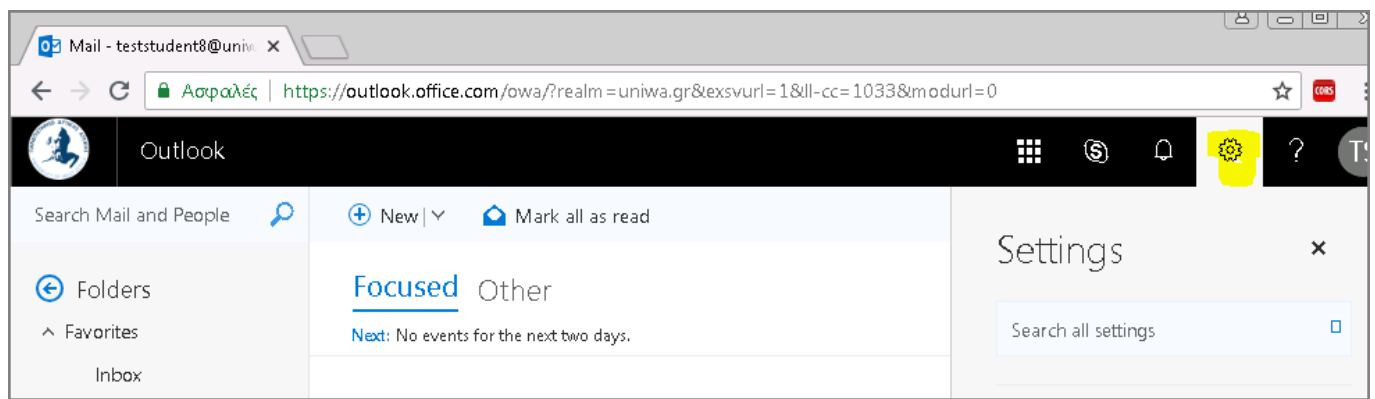 Mail - teststudent8@univ
Ασφαλές | https://outlook.office.com/owa/?realm=uniwa.gr&exsvurl=1&ll-cc=1033&modurl=0
CORS
Outlook
?
TS
Search Mail and People
New
Mark all as read
Settings
Folders
Focused Other
Search all settings
Favorites
Next: No events for the next two days.
Inbox